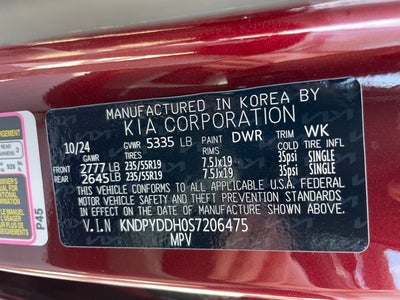 MANUFACTURED IN KOREA BY
KIA CORPORATION
10/24 GVWR 5335 LB PAINT DWR TRIM WK
GAWR TIRES RIMS COLD TIRE
FRONT 2777 LB 235/55R19 7.5Jx19 35psi SINGLE
REAR 2645 LB 235/55R19 7.5Jx19 35psi SINGLE
THIS VEHICLE CONFORMS TO ALL APPLICABLE U.S.A. FEDERAL
MOTOR VEHICLE SAFETY, BUMPER, AND THEFT PREVENTION STANDARDS
IN EFFECT ON THE DATE OF MANUFACTURE SHOWN ABOVE.
V.I.N KNDPYDDH0S7206475
MPV
P45